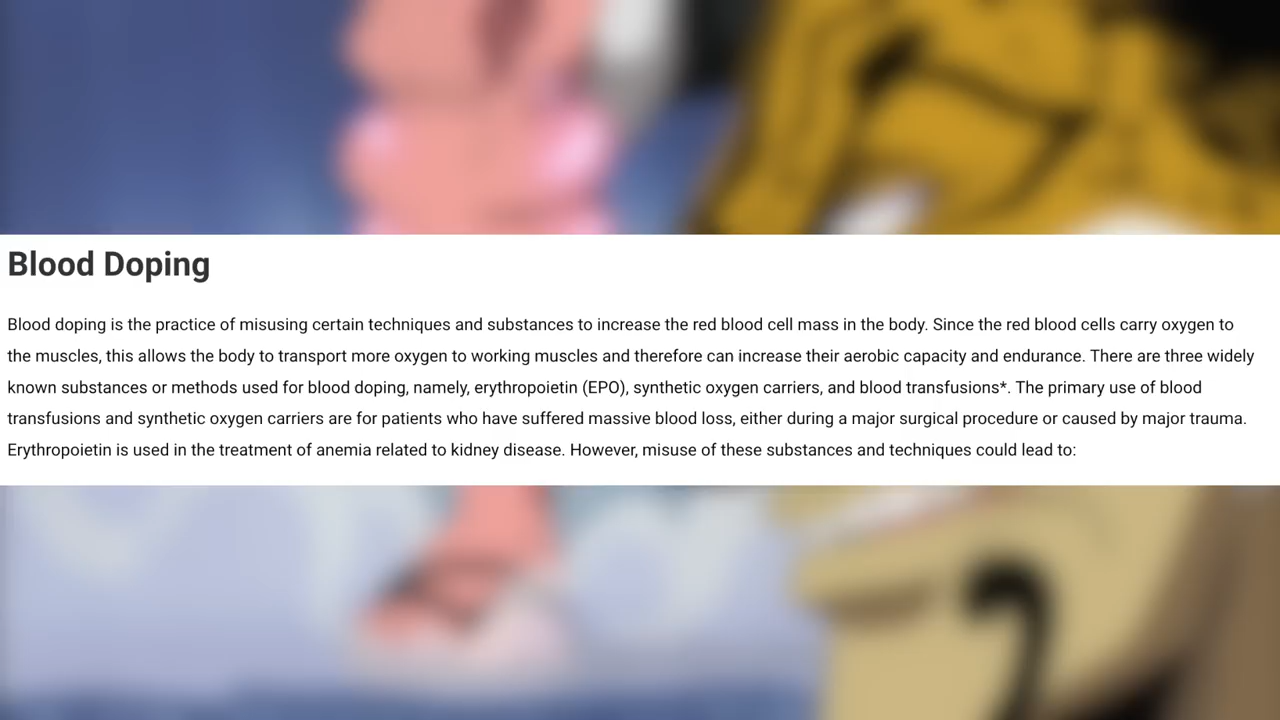 Blood Doping
Blood doping is the practice of misusing certain techniques and substances to increase the red blood cell mass in the body. Since the red blood cells carry oxygen to
the muscles, this allows the body to transport more oxygen to working muscles and therefore can increase their aerobic capacity and endurance. There are three widely
known substances or methods used for blood doping, namely, erythropoietin (EPO), synthetic oxygen carriers, and blood transfusions*. The primary use of blood
transfusions and synthetic oxygen carriers are for patients who have suffered massive blood loss, either during a major surgical procedure or caused by major trauma.
Erythropoietin is used in the treatment of anemia related to kidney disease. However, misuse of these substances and techniques could lead to: